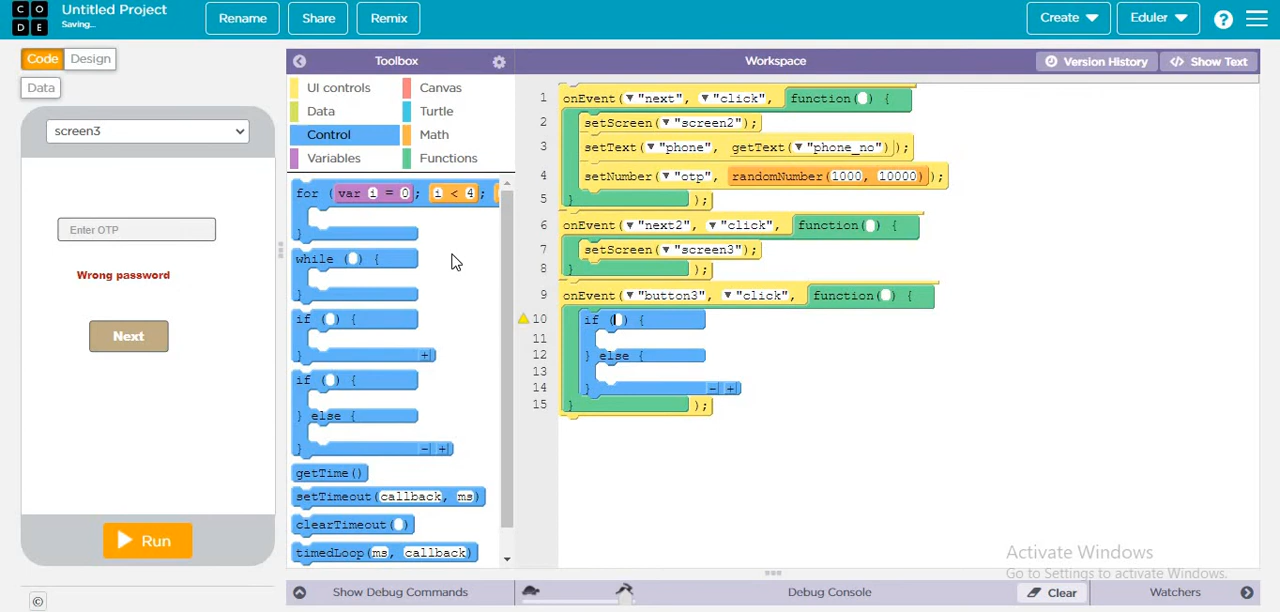 CODE
Untitled Project
Saving...
Rename
Share
Remix
Create
Eduler
?
Code
Design
Data
screen3
Enter OTP
Wrong password
Next
Run
©
Toolbox
UI controls
Canvas
Data
Turtle
Control
Math
Variables
Functions
for (var i = 0; i < 4;
}
while () {
}
if () {
}
+
if () {
} else {
}
- +
getTime()
setTimeout(callback, ms)
clearTimeout()
timedLoop(ms, callback)
Show Debug Commands
Workspace
Version History
Show Text
1 onEvent(▼"next", ▼"click", function() {
2 setScreen(▼"screen2");
3 setText(▼"phone", getText(▼"phone_no"));
4 setNumber(▼"otp", randomNumber(1000, 10000));
5 } );
6 onEvent(▼"next2", ▼"click", function() {
7 setScreen(▼"screen3");
8 } );
9 onEvent(▼"button3", ▼"click", function() {
10 if () {
11
12 } else {
13
14 } - +
15 } );
Activate Windows
Go to Settings to activate Windows.
Debug Console
Clear
Watchers